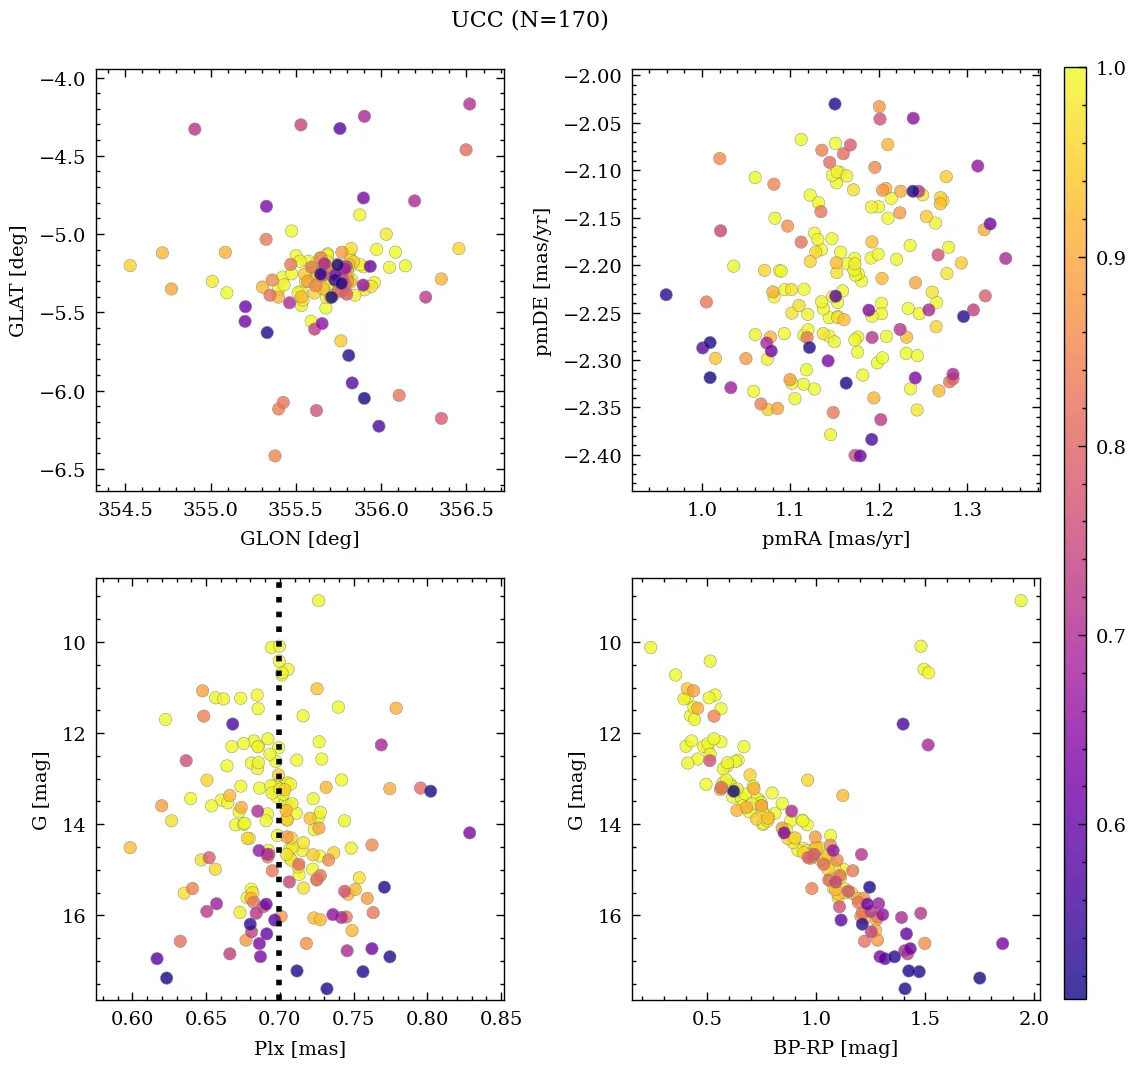 UCC (N=170)
−4.0
−4.5
−5.0
−5.5
−6.0
−6.5
GLAT [deg]
354.5 355.0 355.5 356.0 356.5
GLON [deg]
−2.00
−2.05
−2.10
−2.15
−2.20
−2.25
−2.30
−2.35
−2.40
pmDE [mas/yr]
1.0 1.1 1.2 1.3
pmRA [mas/yr]
10
12
14
16
G [mag]
0.60 0.65 0.70 0.75 0.80 0.85
Plx [mas]
10
12
14
16
G [mag]
0.5 1.0 1.5 2.0
BP-RP [mag]
1.0
0.9
0.8
0.7
0.6